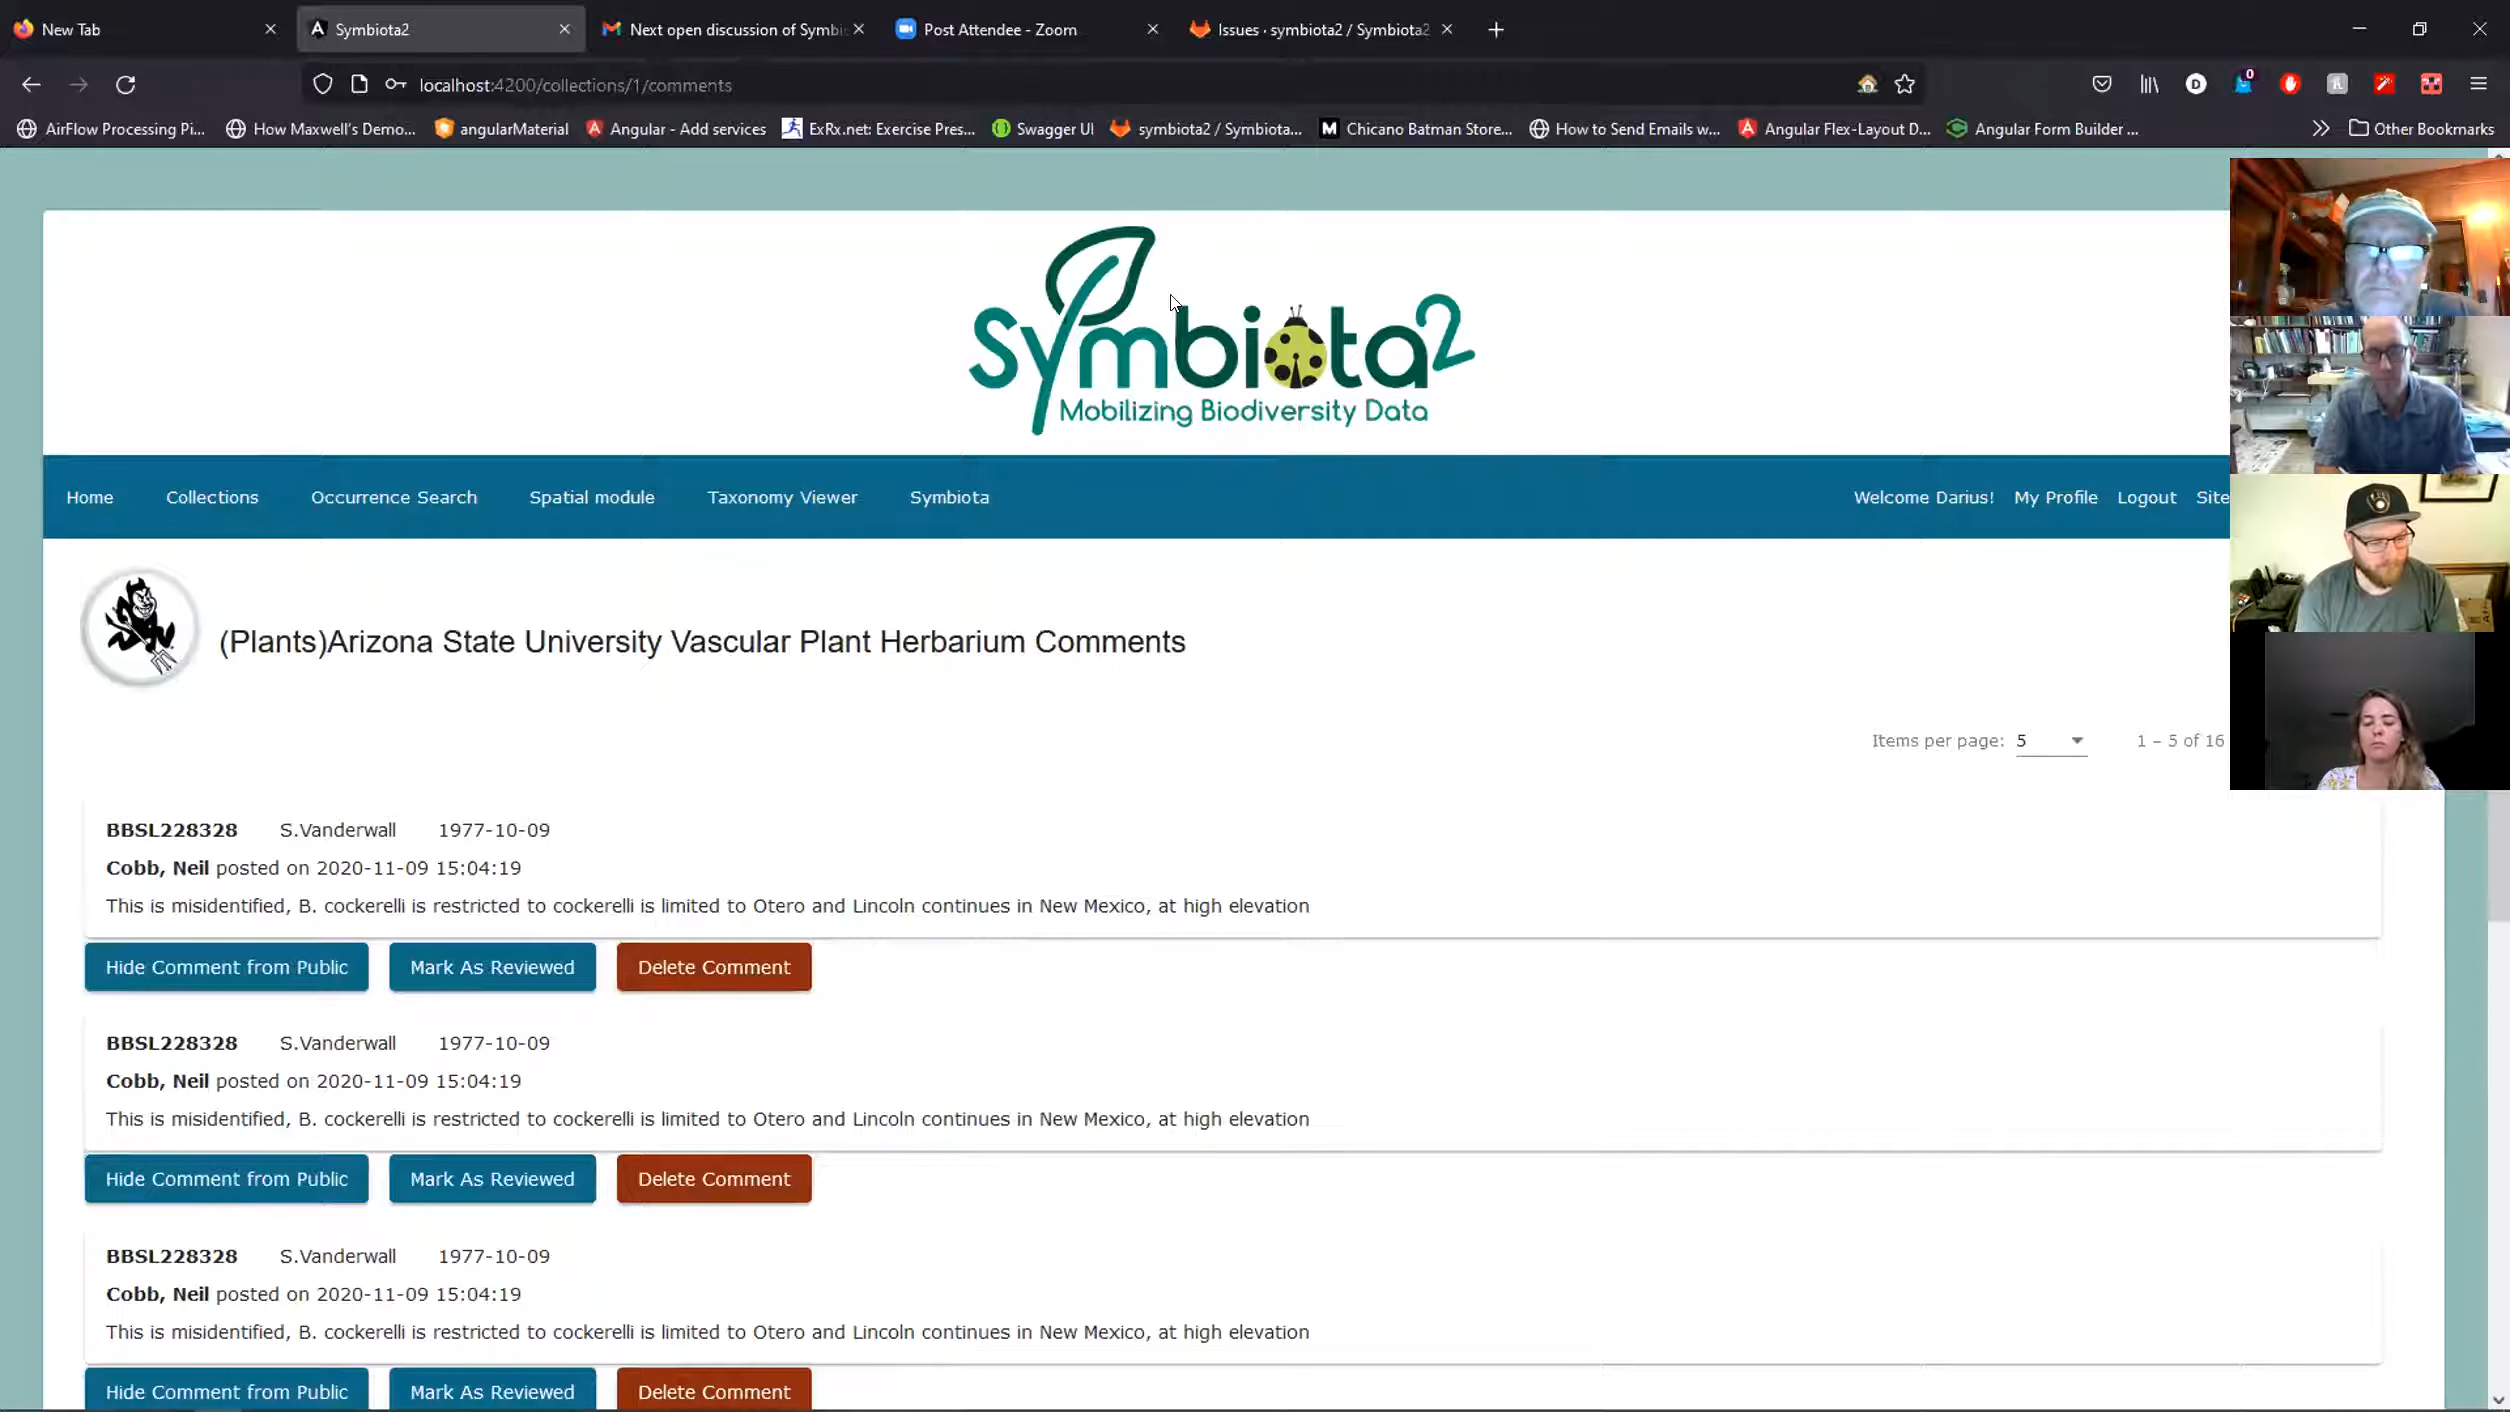 New Tab
Symbiota2
Next open discussion of Symbi
Post Attendee - Zoom
Issues · symbiota2 / Symbiota2
localhost:4200/collections/1/comments
0
D
AirFlow Processing Pi...
How Maxwell's Demo...
angularMaterial
Angular - Add services
ExRx.net: Exercise Pres...
Swagger UI
symbiota2 / Symbiota...
M Chicano Batman Store...
How to Send Emails w...
Angular Flex-Layout D...
Angular Form Builder ...
Other Bookmarks
Symbiota2
Mobilizing Biodiversity Data
Home
Collections
Occurrence Search
Spatial module
Taxonomy Viewer
Symbiota
Welcome Darius!
My Profile
Logout
Site
(Plants)Arizona State University Vascular Plant Herbarium Comments
Items per page: 5
1 – 5 of 16
BBSL228328 S.Vanderwall 1977-10-09
Cobb, Neil posted on 2020-11-09 15:04:19
This is misidentified, B. cockerelli is restricted to cockerelli is limited to Otero and Lincoln continues in New Mexico, at high elevation
Hide Comment from Public
Mark As Reviewed
Delete Comment
BBSL228328 S.Vanderwall 1977-10-09
Cobb, Neil posted on 2020-11-09 15:04:19
This is misidentified, B. cockerelli is restricted to cockerelli is limited to Otero and Lincoln continues in New Mexico, at high elevation
Hide Comment from Public
Mark As Reviewed
Delete Comment
BBSL228328 S.Vanderwall 1977-10-09
Cobb, Neil posted on 2020-11-09 15:04:19
This is misidentified, B. cockerelli is restricted to cockerelli is limited to Otero and Lincoln continues in New Mexico, at high elevation
Hide Comment from Public
Mark As Reviewed
Delete Comment